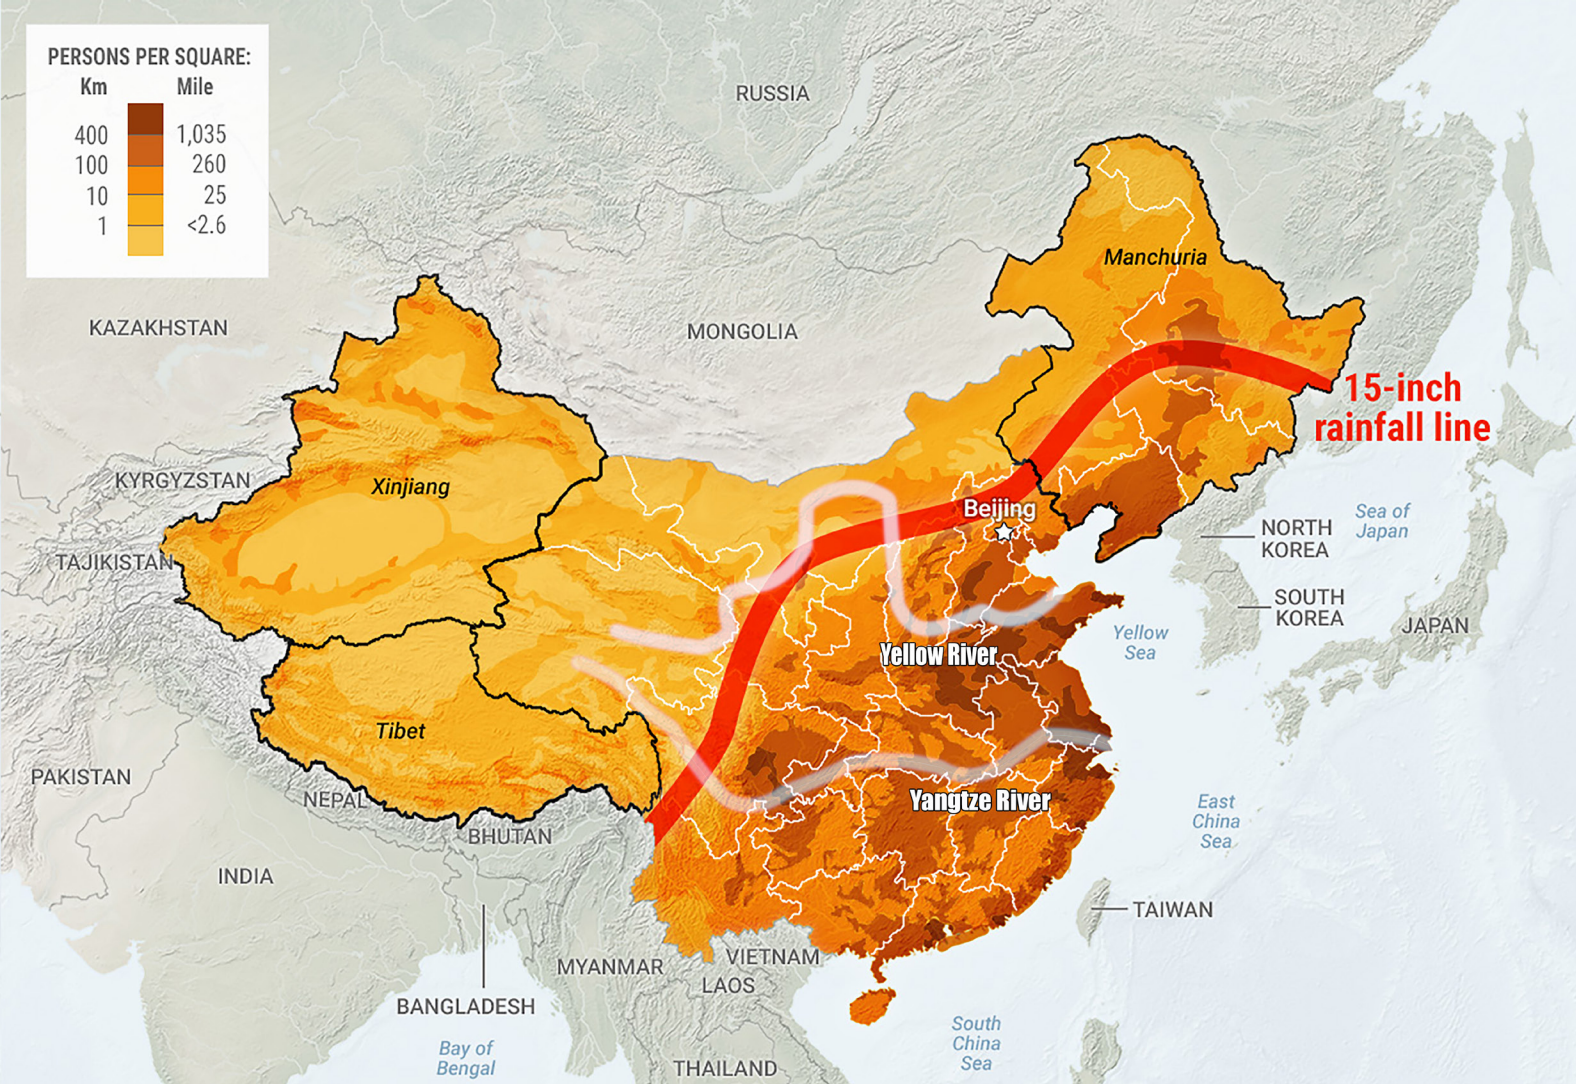 PERSONS PER SQUARE:
Km Mile
400 1,035
100 260
10 25
1 <2.6
RUSSIA
Manchuria
KAZAKHSTAN
MONGOLIA
15-inch
rainfall line
KYRGYZSTAN
Xinjiang
Beijing
Sea of
Japan
NORTH
KOREA
TAJIKISTAN
SOUTH
KOREA
JAPAN
Yellow
Sea
Yellow River
Tibet
PAKISTAN
NEPAL
Yangtze River
East
China
Sea
BHUTAN
INDIA
TAIWAN
VIETNAM
MYANMAR
LAOS
BANGLADESH
South
China
Sea
Bay of
Bengal
THAILAND